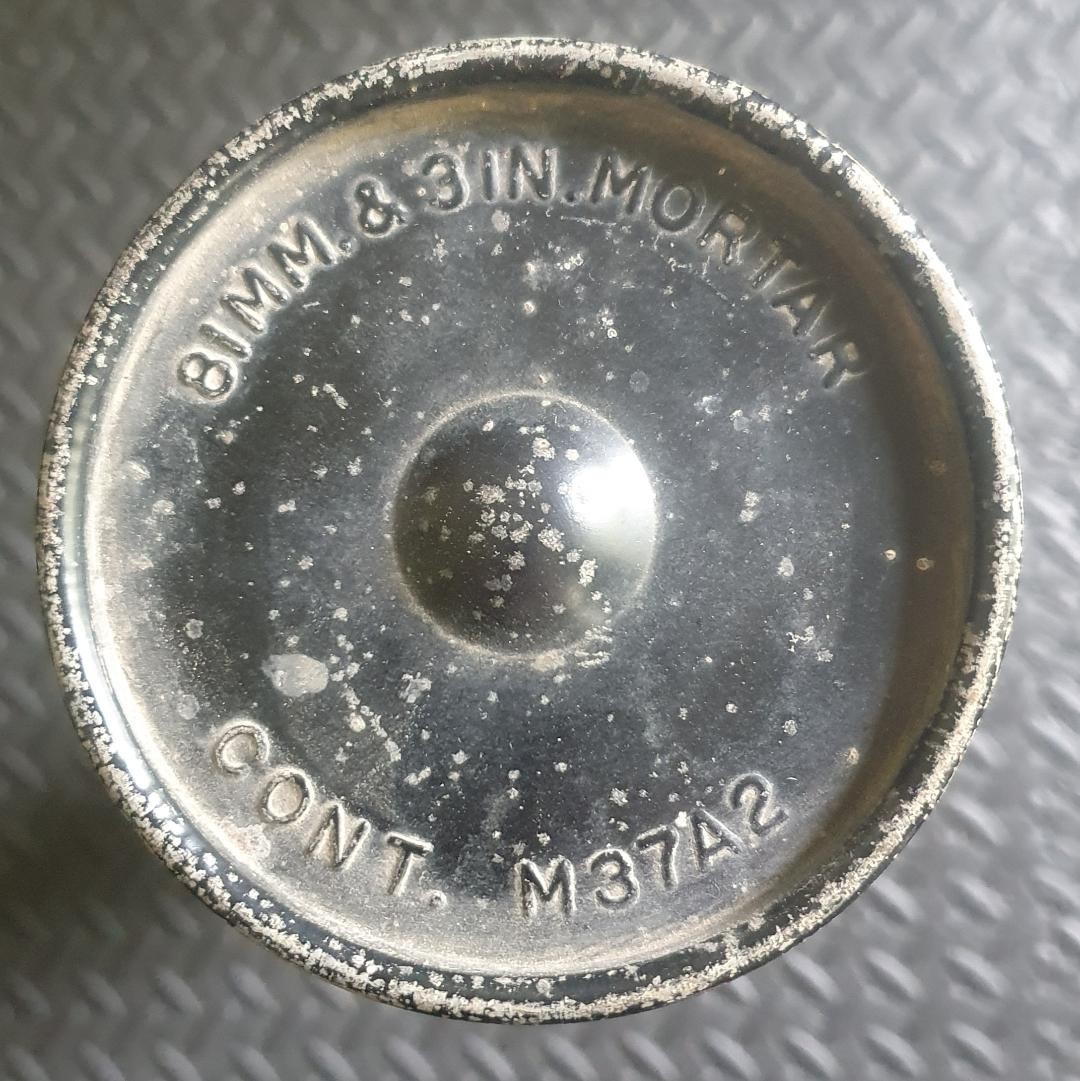 81MM. & 3IN. MORTAR
CONT. M37A2